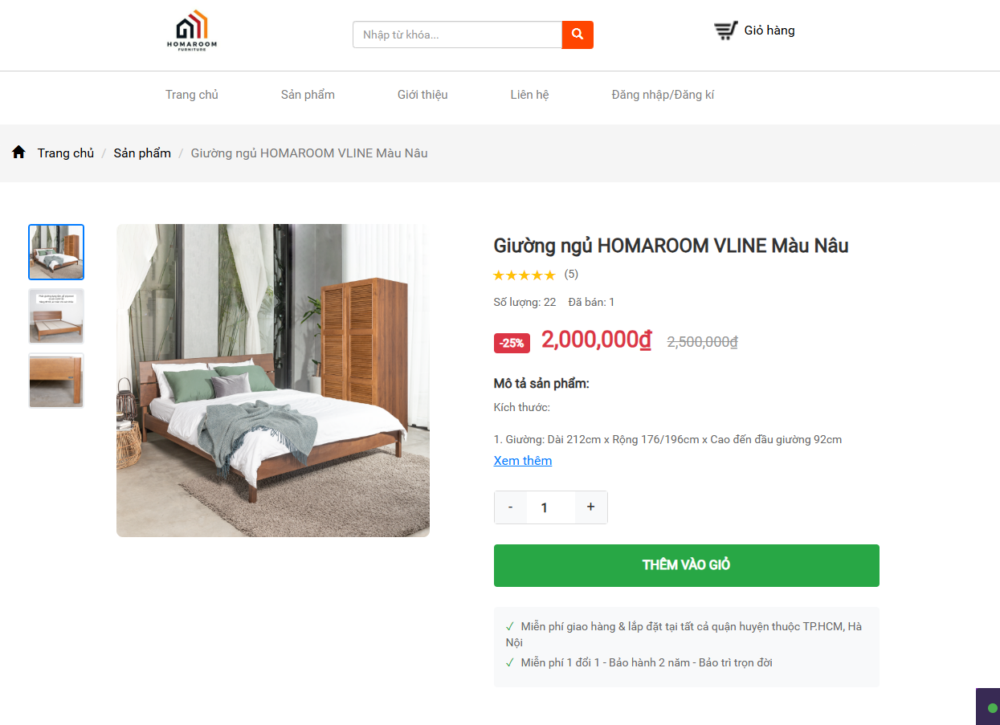 HOMAROOM
FURNITURE
Nhập từ khóa...
Giỏ hàng
Trang chủ
Sản phẩm
Giới thiệu
Liên hệ
Đăng nhập/Đăng kí
Trang chủ / Sản phẩm / Giường ngủ HOMAROOM VLINE Màu Nâu
Giường ngủ HOMAROOM VLINE Màu Nâu
★★★★★ (5)
Số lượng: 22 Đã bán: 1
-25% 2,000,000₫ 2,500,000₫
Mô tả sản phẩm:
Kích thước:
1. Giường: Dài 212cm x Rộng 176/196cm x Cao đến đầu giường 92cm
Xem thêm
- 1 +
THÊM VÀO GIỎ
✓ Miễn phí giao hàng & lắp đặt tại tất cả quận huyện thuộc TP.HCM, Hà
Nội
✓ Miễn phí 1 đổi 1 - Bảo hành 2 năm - Bảo trì trọn đời